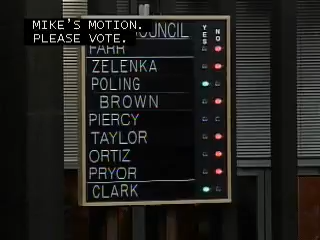 MIKE'S MOTION.
PLEASE VOTE.
COUNCIL
YES
NO
FARR
ZELENKA
POLING
BROWN
PIERCY
TAYLOR
ORTIZ
PRYOR
CLARK